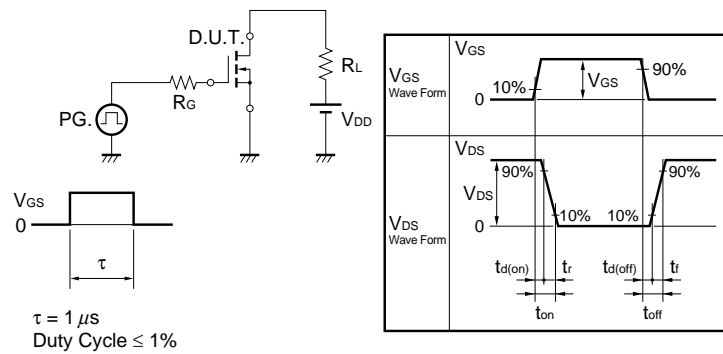 D.U.T.
RL
RG
PG.
VDD
VGS
0
τ
τ = 1 μs
Duty Cycle ≤ 1%
VGS
Wave Form
VGS
10%
VGS
90%
0
VDS
Wave Form
VDS
90%
VDS
90%
10%
10%
0
td(on)
tr
td(off)
tf
ton
toff